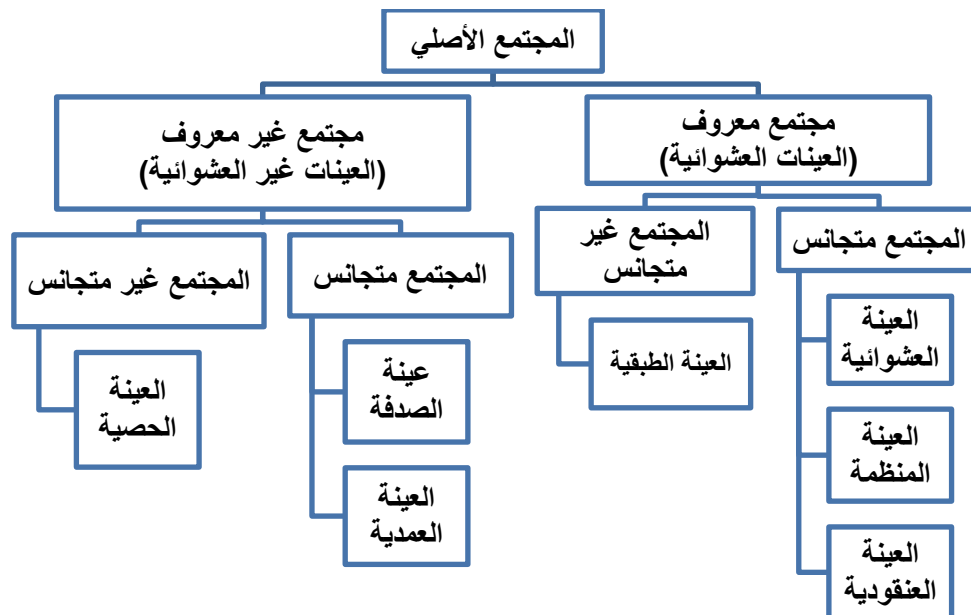 المجتمع الأصلي
مجتمع معروف
(العينات العشوائية)
مجتمع غير معروف
(العينات غير العشوائية)
المجتمع متجانس
المجتمع غير
متجانس
المجتمع متجانس
المجتمع غير متجانس
العينة
العشوائية
العينة الطبقية
عينة
الصدفة
العينة
الحصية
العينة
المنظمة
العينة
العمدية
العينة
العنقودية